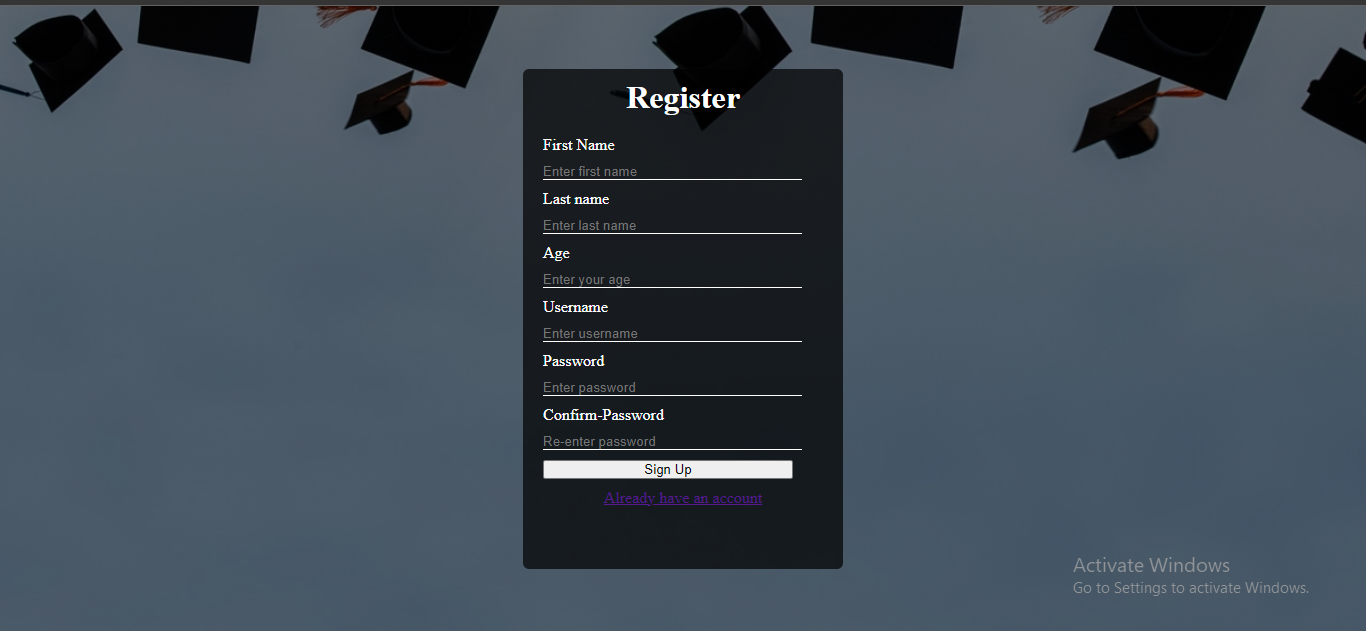 Register
First Name
Enter first name
Last name
Enter last name
Age
Enter your age
Username
Enter username
Password
Enter password
Confirm-Password
Re-enter password
Sign Up
Already have an account
Activate Windows
Go to Settings to activate Windows.